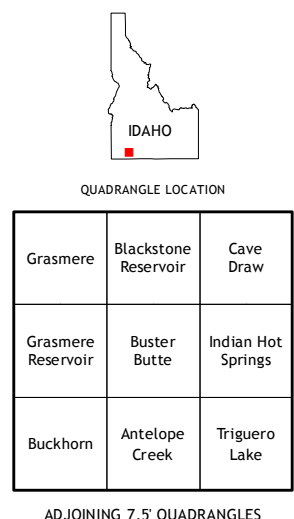 IDAHO
QUADRANGLE LOCATION
Grasmere
Blackstone
Reservoir
Cave
Draw
Grasmere
Reservoir
Buster
Butte
Indian Hot
Springs
Buckhorn
Antelope
Creek
Triguero
Lake
ADJOINING 7.5' QUADRANGLES